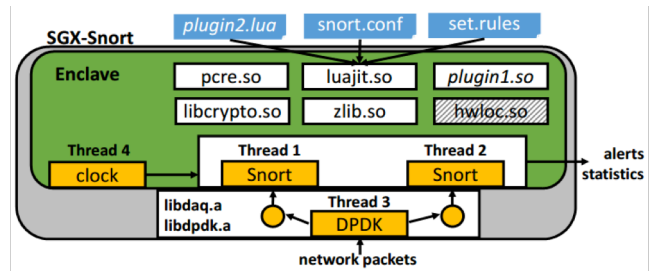 plugin2.lua snort.conf set.rules
SGX-Snort
Enclave
pcre.so luajit.so plugin1.so
libcrypto.so zlib.so hwloc.so
Thread 4 Thread 1 Thread 2
clock Snort Snort
alerts
statistics
libdaq.a
libdpdk.a
Thread 3
DPDK
network packets